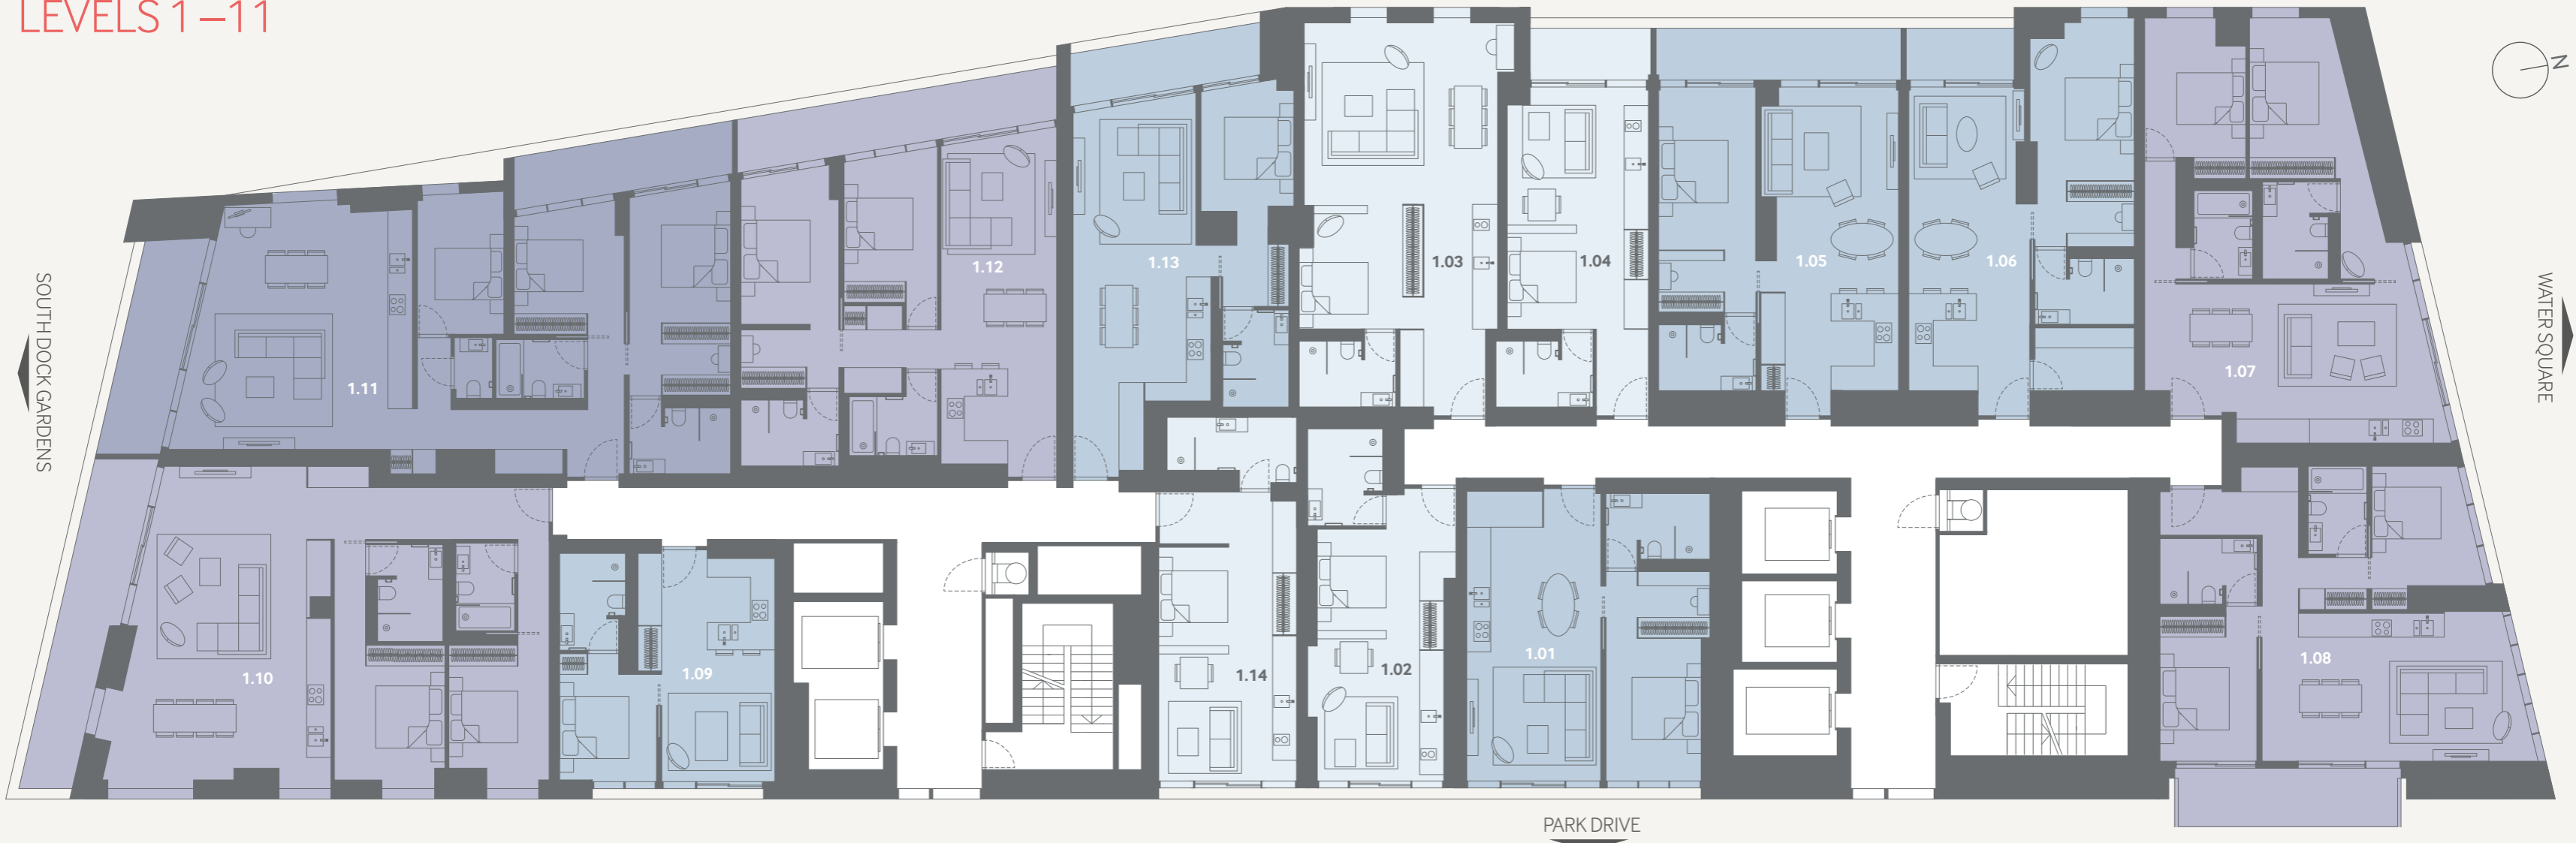 LEVELS 1 – 11
N
1.03
1.04
1.05
1.06
1.13
1.12
1.07
1.11
SOUTH DOCK GARDENS
WATER SQUARE
1.10
1.09
1.14
1.02
1.01
1.08
PARK DRIVE